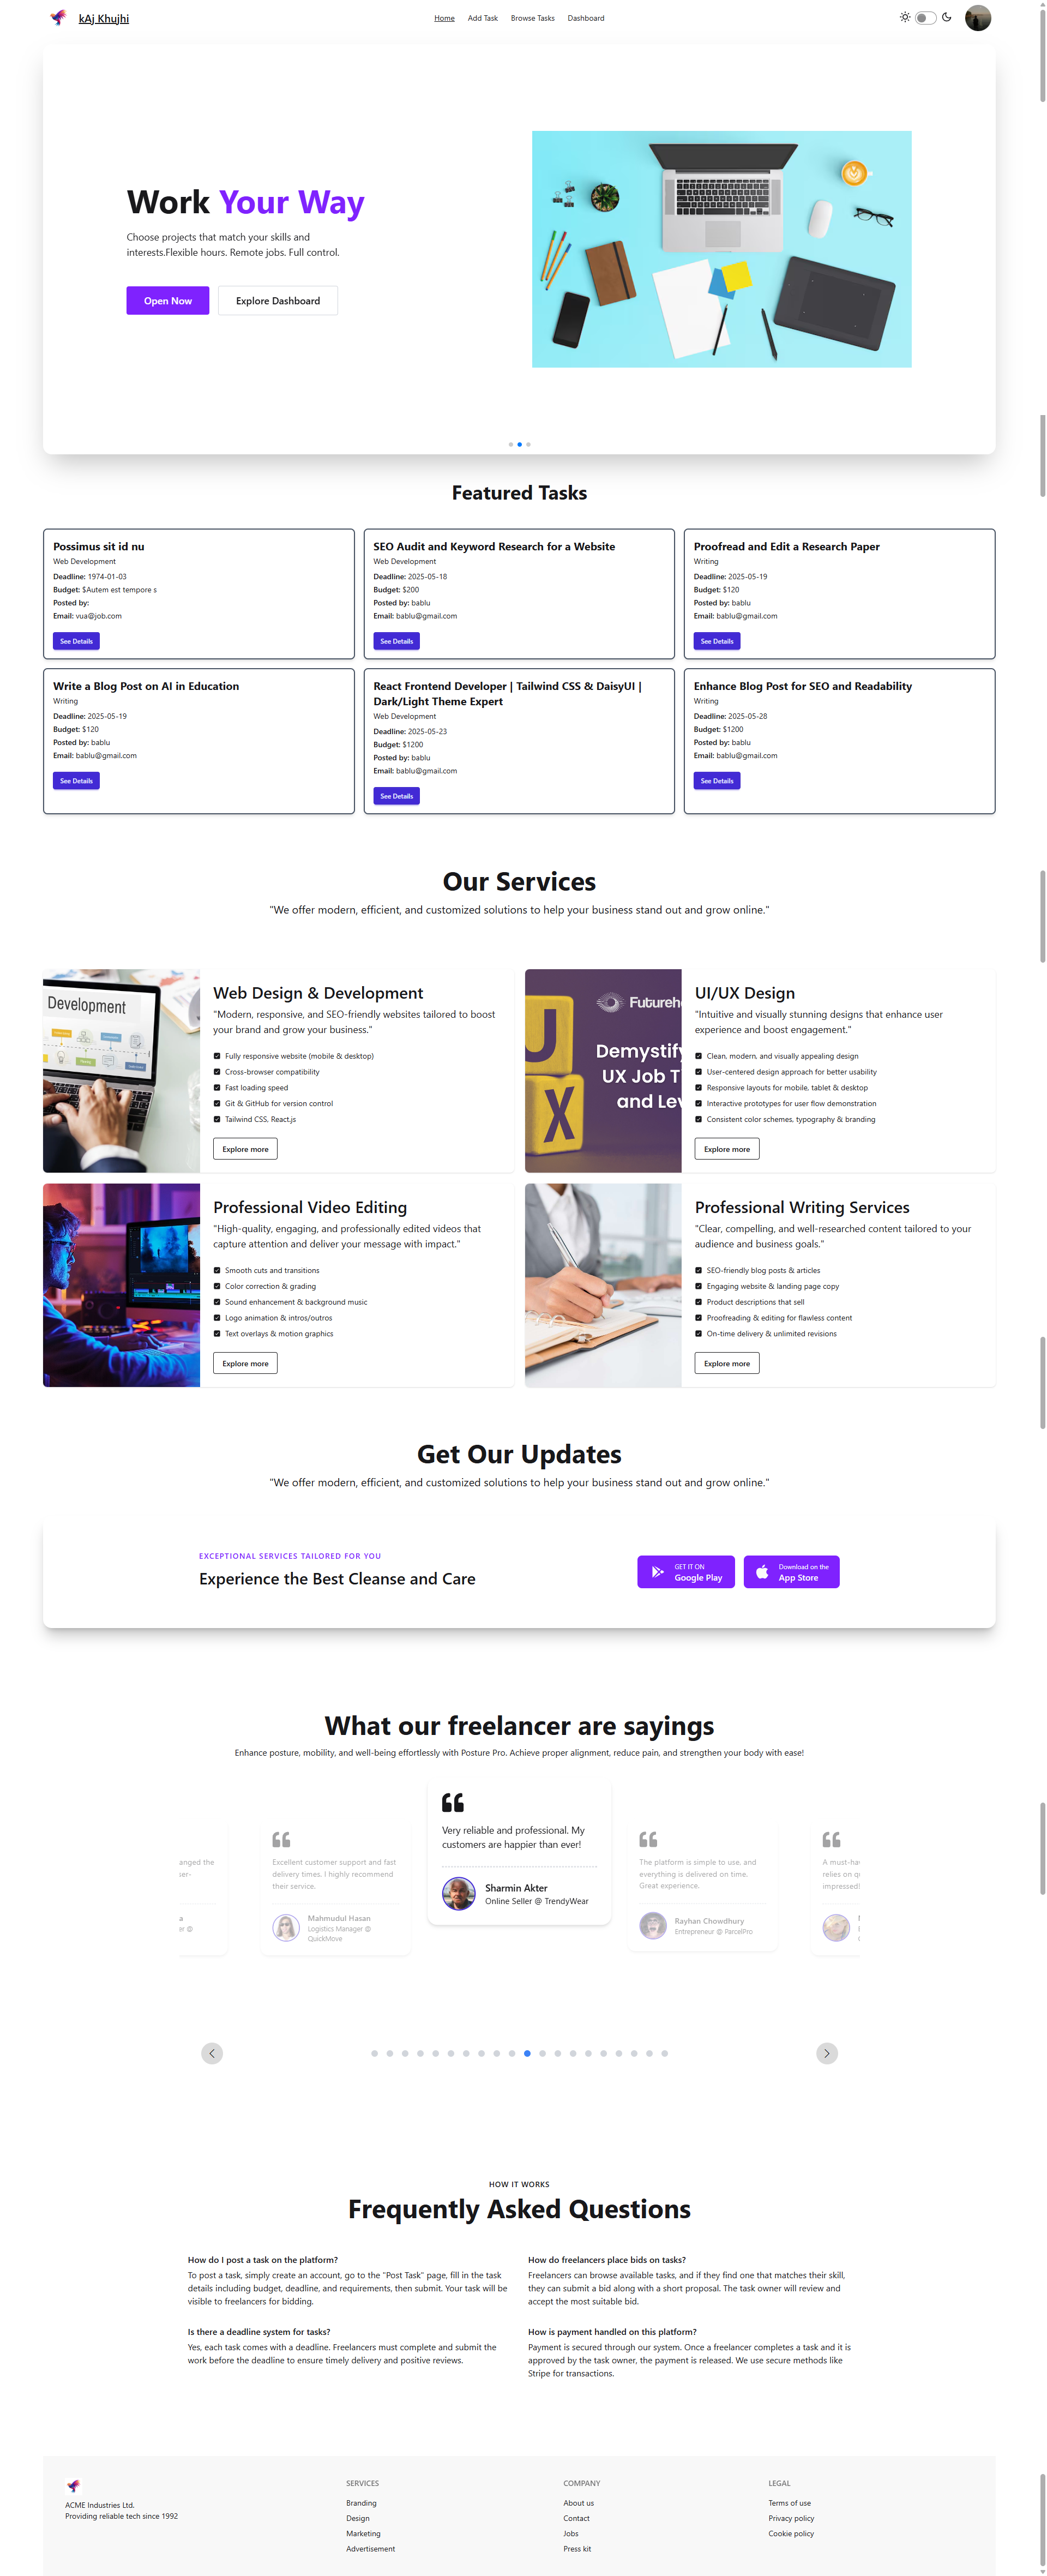 kAj Khujhi
Home
Add Task
Browse Tasks
Dashboard
Work Your Way
Choose projects that match your skills and
interests.Flexible hours. Remote jobs. Full control.
Open Now
Explore Dashboard
Featured Tasks
Possimus sit id nu
Web Development
Deadline: 1974-01-03
Budget: $Autem est tempore s
Posted by:
Email: vua@job.com
See Details
SEO Audit and Keyword Research for a Website
Web Development
Deadline: 2025-05-18
Budget: $200
Posted by: bablu
Email: bablu@gmail.com
See Details
Proofread and Edit a Research Paper
Writing
Deadline: 2025-05-19
Budget: $120
Posted by: bablu
Email: bablu@gmail.com
See Details
Write a Blog Post on AI in Education
Writing
Deadline: 2025-05-19
Budget: $120
Posted by: bablu
Email: bablu@gmail.com
See Details
React Frontend Developer | Tailwind CSS & DaisyUI |
Dark/Light Theme Expert
Web Development
Deadline: 2025-05-23
Budget: $1200
Posted by: bablu
Email: bablu@gmail.com
See Details
Enhance Blog Post for SEO and Readability
Writing
Deadline: 2025-05-28
Budget: $1200
Posted by: bablu
Email: bablu@gmail.com
See Details
Our Services
"We offer modern, efficient, and customized solutions to help your business stand out and grow online."
Development
Web Design & Development
"Modern, responsive, and SEO-friendly websites tailored to boost
your brand and grow your business."
Fully responsive website (mobile & desktop)
Cross-browser compatibility
Fast loading speed
Git & GitHub for version control
Tailwind CSS, React.js
Explore more
U
X
Futureh
Demystify
UX Job T
and Lev
UI/UX Design
"Intuitive and visually stunning designs that enhance user
experience and boost engagement."
Clean, modern, and visually appealing design
User-centered design approach for better usability
Responsive layouts for mobile, tablet & desktop
Interactive prototypes for user flow demonstration
Consistent color schemes, typography & branding
Explore more
Professional Video Editing
"High-quality, engaging, and professionally edited videos that
capture attention and deliver your message with impact."
Smooth cuts and transitions
Color correction & grading
Sound enhancement & background music
Logo animation & intros/outros
Text overlays & motion graphics
Explore more
Professional Writing Services
"Clear, compelling, and well-researched content tailored to your
audience and business goals."
SEO-friendly blog posts & articles
Engaging website & landing page copy
Product descriptions that sell
Proofreading & editing for flawless content
On-time delivery & unlimited revisions
Explore more
Get Our Updates
"We offer modern, efficient, and customized solutions to help your business stand out and grow online."
EXCEPTIONAL SERVICES TAILORED FOR YOU
Experience the Best Cleanse and Care
GET IT ON
Google Play
Download on the
App Store
What our freelancer are sayings
Enhance posture, mobility, and well-being effortlessly with Posture Pro. Achieve proper alignment, reduce pain, and strengthen your body with ease!
anged the
ser-
a
er @
Excellent customer support and fast
delivery times. I highly recommend
their service.
Mahmudul Hasan
Logistics Manager @
QuickMove
Very reliable and professional. My
customers are happier than ever!
Sharmin Akter
Online Seller @ TrendyWear
The platform is simple to use, and
everything is delivered on time.
Great experience.
Rayhan Chowdhury
Entrepreneur @ ParcelPro
A must-ha
relies on q
impressed!
HOW IT WORKS
Frequently Asked Questions
How do I post a task on the platform?
To post a task, simply create an account, go to the "Post Task" page, fill in the task
details including budget, deadline, and requirements, then submit. Your task will be
visible to freelancers for bidding.
How do freelancers place bids on tasks?
Freelancers can browse available tasks, and if they find one that matches their skill,
they can submit a bid along with a short proposal. The task owner will review and
accept the most suitable bid.
Is there a deadline system for tasks?
Yes, each task comes with a deadline. Freelancers must complete and submit the
work before the deadline to ensure timely delivery and positive reviews.
How is payment handled on this platform?
Payment is secured through our system. Once a freelancer completes a task and it is
approved by the task owner, the payment is released. We use secure methods like
Stripe for transactions.
ACME Industries Ltd.
Providing reliable tech since 1992
SERVICES
Branding
Design
Marketing
Advertisement
COMPANY
About us
Contact
Jobs
Press kit
LEGAL
Terms of use
Privacy policy
Cookie policy